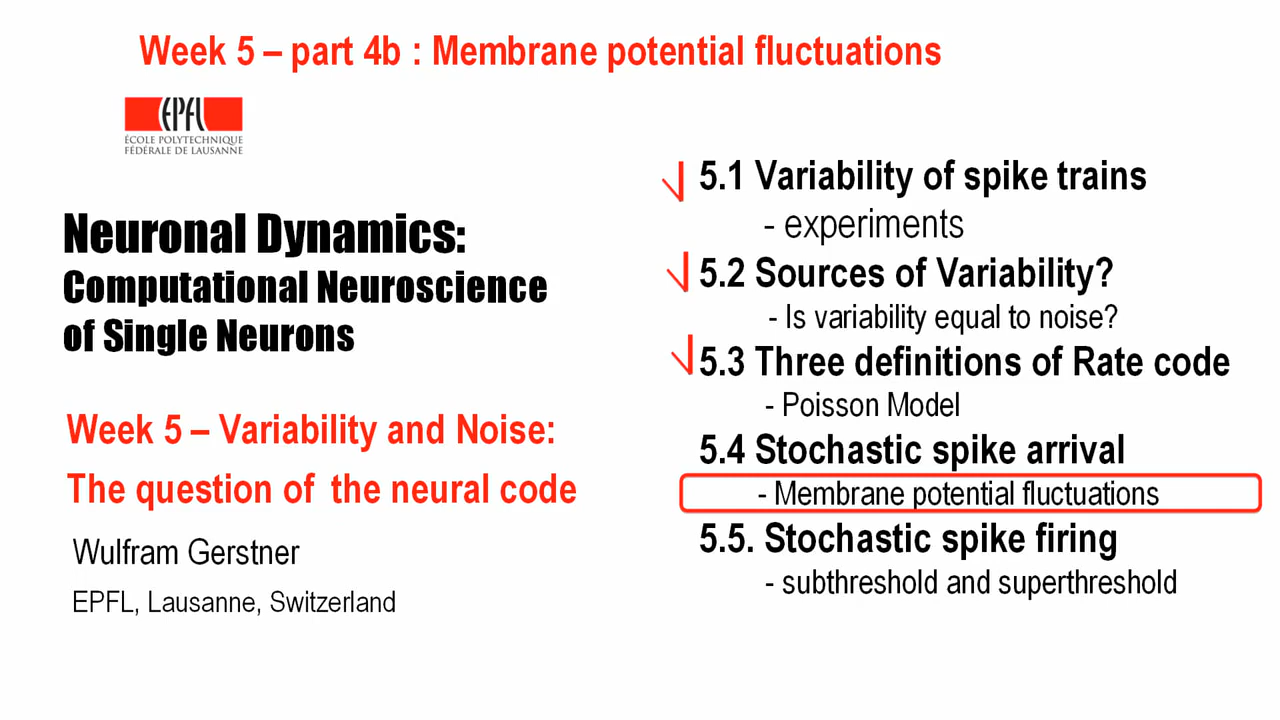 Week 5 – part 4b : Membrane potential fluctuations
EPFL
ÉCOLE POLYTECHNIQUE
FÉDÉRALE DE LAUSANNE
Neuronal Dynamics:
Computational Neuroscience
of Single Neurons
Week 5 – Variability and Noise:
The question of the neural code
Wulfram Gerstner
EPFL, Lausanne, Switzerland
5.1 Variability of spike trains
- experiments
5.2 Sources of Variability?
- Is variability equal to noise?
5.3 Three definitions of Rate code
- Poisson Model
5.4 Stochastic spike arrival
- Membrane potential fluctuations
5.5. Stochastic spike firing
- subthreshold and superthreshold